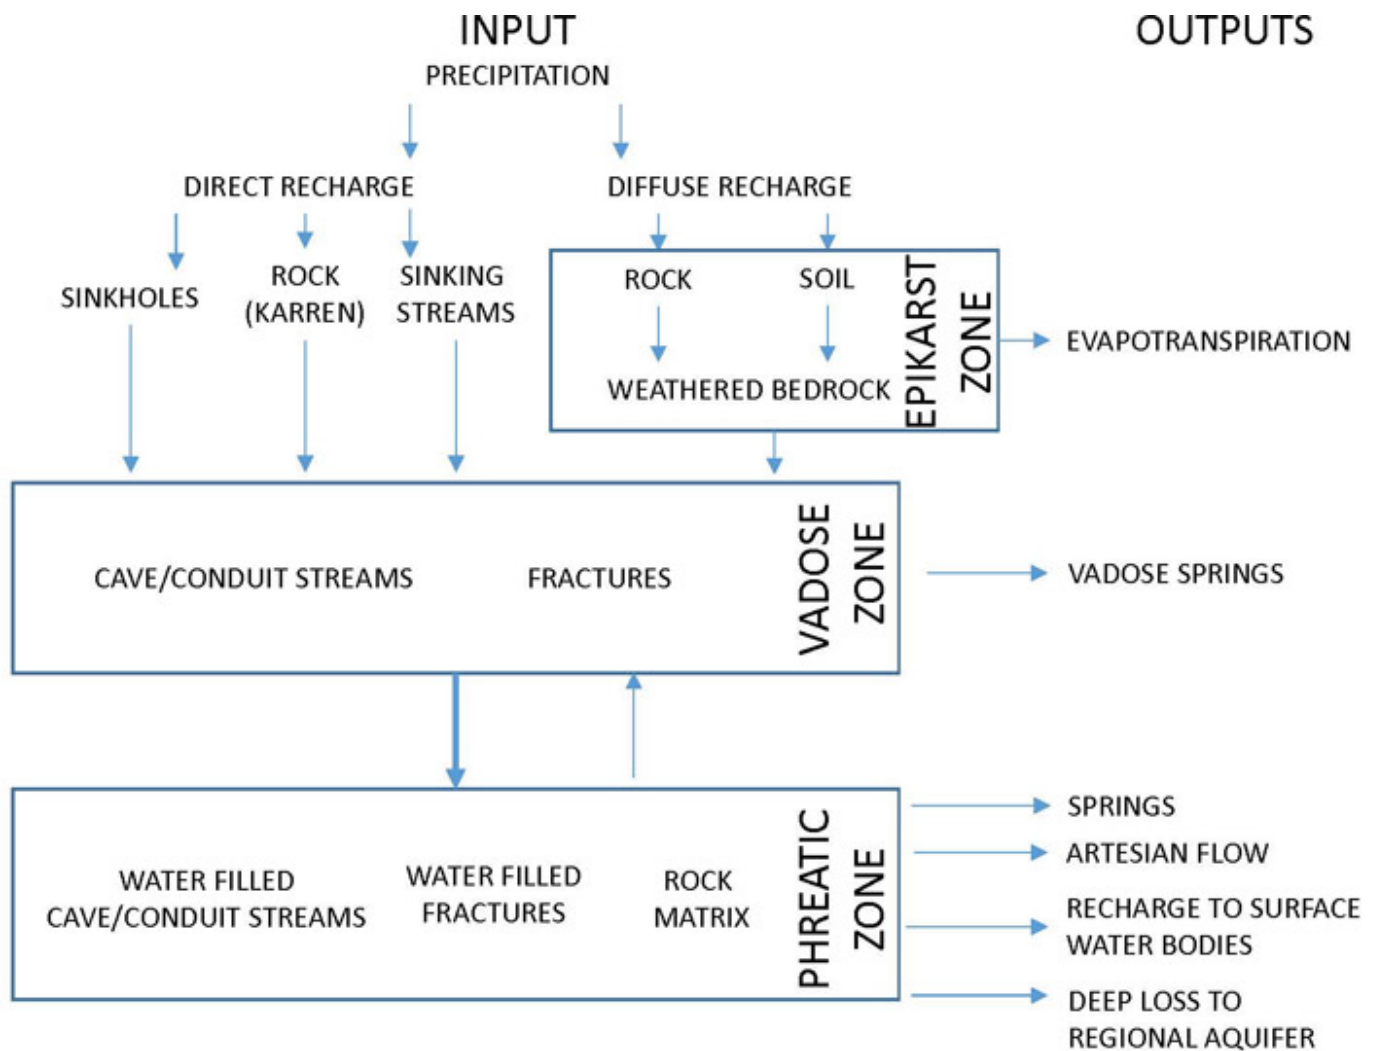 INPUT
OUTPUTS
PRECIPITATION
DIRECT RECHARGE
DIFFUSE RECHARGE
SINKHOLES
ROCK
(KARREN)
SINKING
STREAMS
ROCK
SOIL
WEATHERED BEDROCK
EPIKARST
ZONE
EVAPOTRANSPIRATION
CAVE/CONDUIT STREAMS
FRACTURES
VADOSE
ZONE
VADOSE SPRINGS
WATER FILLED
CAVE/CONDUIT STREAMS
WATER FILLED
FRACTURES
ROCK
MATRIX
PHREATIC
ZONE
SPRINGS
ARTESIAN FLOW
RECHARGE TO SURFACE
WATER BODIES
DEEP LOSS TO
REGIONAL AQUIFER